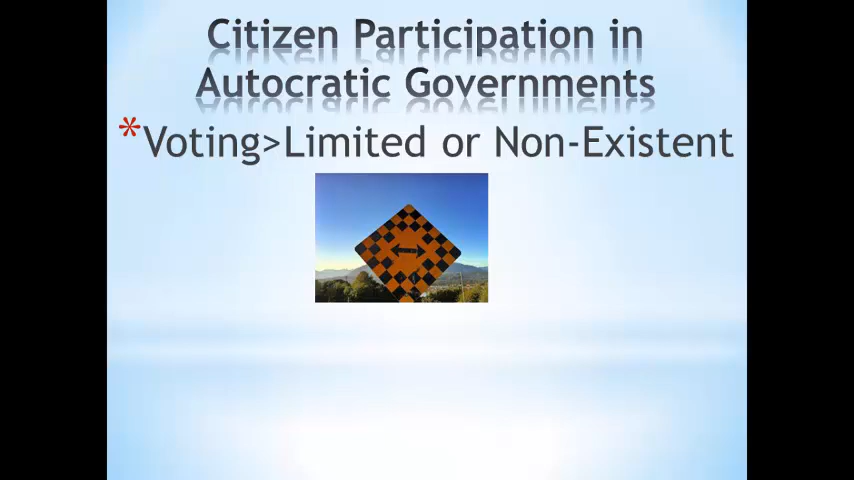 Citizen Participation in
Autocratic Governments
*Voting>Limited or Non-Existent